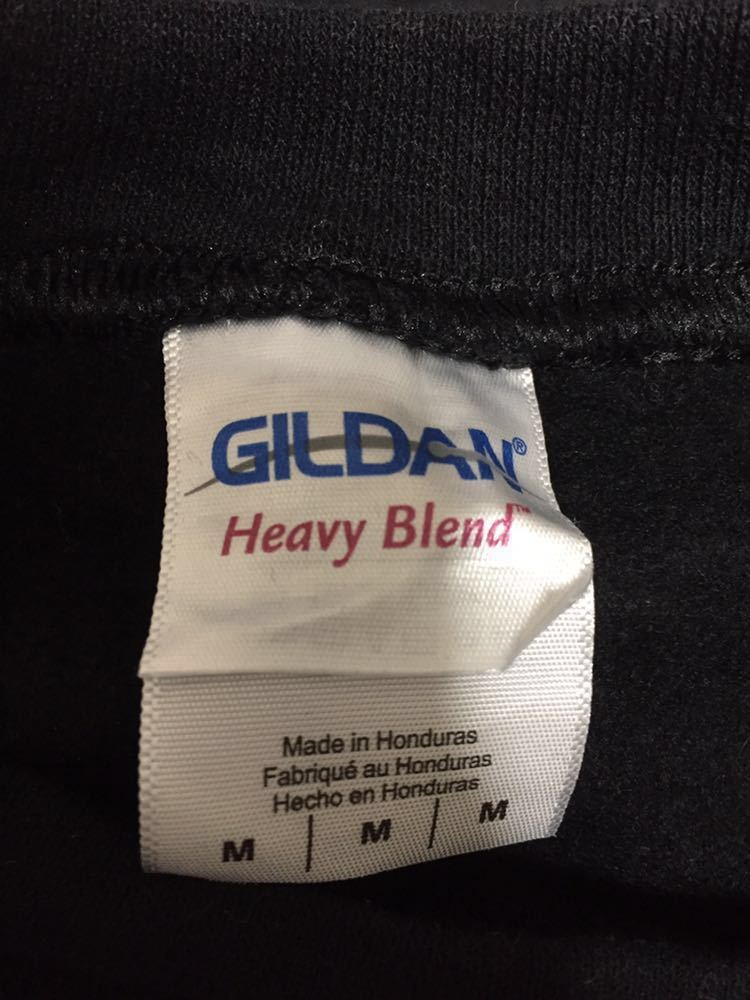 GILDAN®
Heavy Blend™
Made in Honduras
Fabriqué au Honduras
Hecho en Honduras
M | M | M